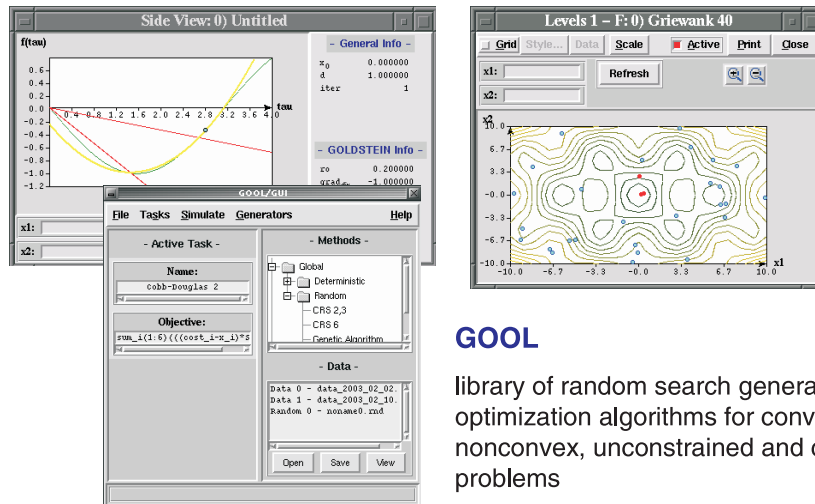 Side View: 0) Untitled
f(tau)
0.6
0.4
0.2
0.0
-0.2
-0.4
-0.6
-0.8
-1.0
-1.2
0.4 0.8 1.2 1.6 2.0 2.4 2.8 3.2 3.6 4.0
tau
- General Info -
x0 0.000000
d 1.000000
iter 1
- GOLDSTEIN Info -
ro 0.200000
-1.000000
x1:
x2:
GOOL/GUI
File Tasks Simulate Generators Help
- Active Task -
Name:
Cobb-Douglas 2
Objective:
sum_i(1:6)(((cost_i-x_i)*S
- Methods -
Global
Deterministic
Random
CRS 2,3
CRS 6
Genetic Algorithm
- Data -
Data 0 - data_2003_02_02.
Data 1 - data_2003_02_10.
Random 0 - noname0.rnd
Open Save View
Levels 1 - F: 0) Griewank 40
Grid Style... Data Scale Active Print Close
x1:
x2:
Refresh
x2
10.0
6.7
3.3
-0.0
-3.3
-6.7
-10.0
-10.0 -6.7 -3.3 -0.0 3.3 6.7 10.0
x1
GOOL
library of random search genera
optimization algorithms for conv
nonconvex, unconstrained and c
problems